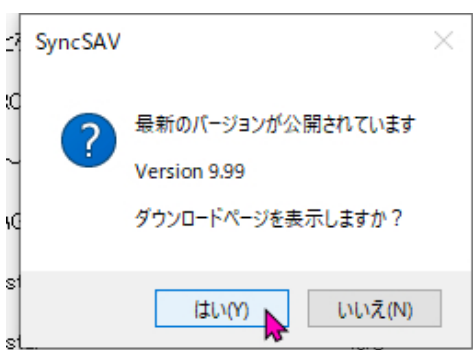 SyncSAV
最新のバージョンが公開されています
Version 9.99
ダウンロードページを表示しますか？
はい(Y)
いいえ(N)